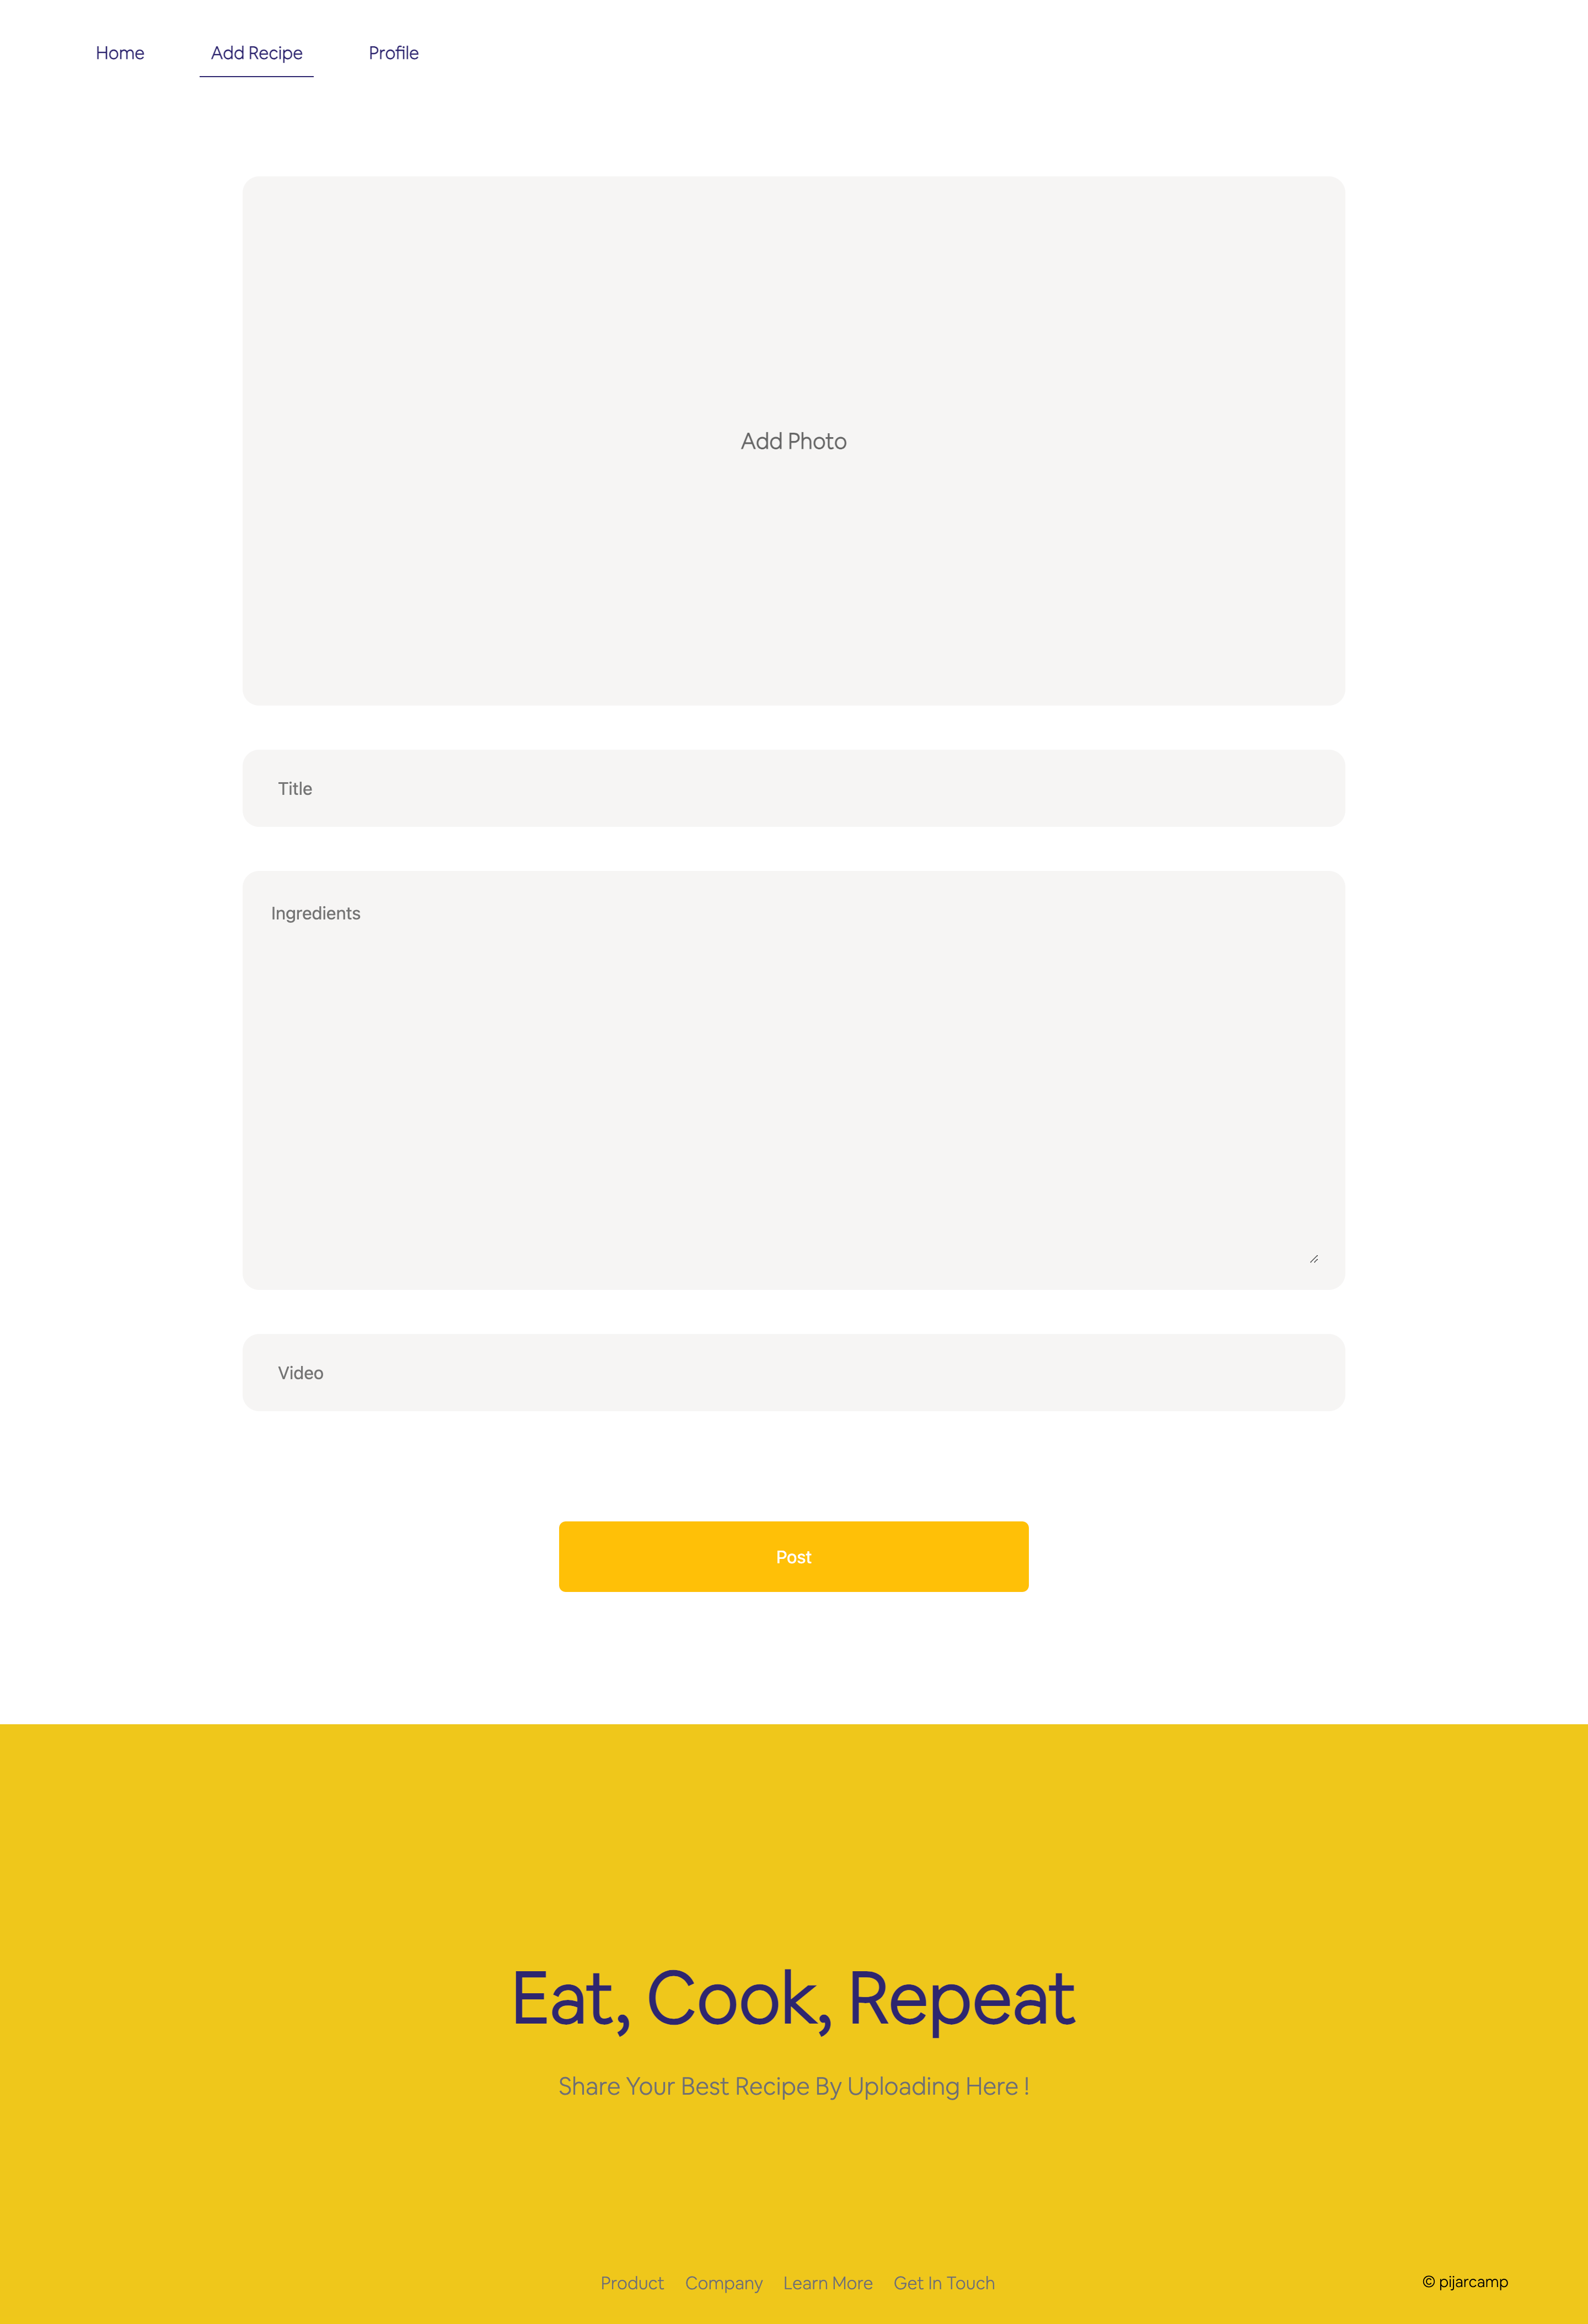 Home Add Recipe Profile
Add Photo
Title
Ingredients
Video
Post
Eat, Cook, Repeat
Share Your Best Recipe By Uploading Here !
Product Company Learn More Get In Touch
© pijarcamp